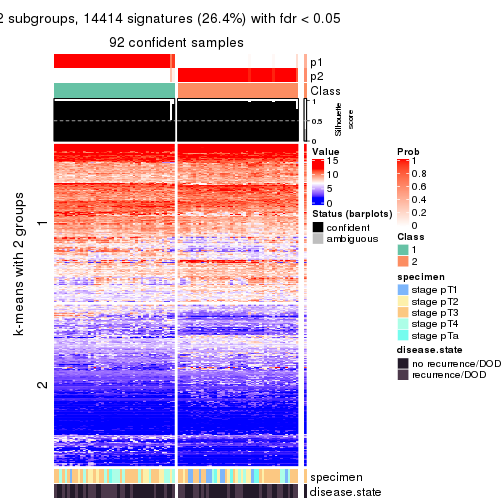 2 subgroups, 14414 signatures (26.4%) with fdr < 0.05
92 confident samples
p1
p2
Class
1
0.5
0
Silhouette
score
k-means with 2 groups
1
2
Value
15
10
5
0
Status (barplots)
confident
ambiguous
Prob
1
0.8
0.6
0.4
0.2
0
Class
1
2
specimen
stage pT1
stage pT2
stage pT3
stage pT4
stage pTa
disease.state
no recurrence/DOD
recurrence/DOD
specimen
disease.state